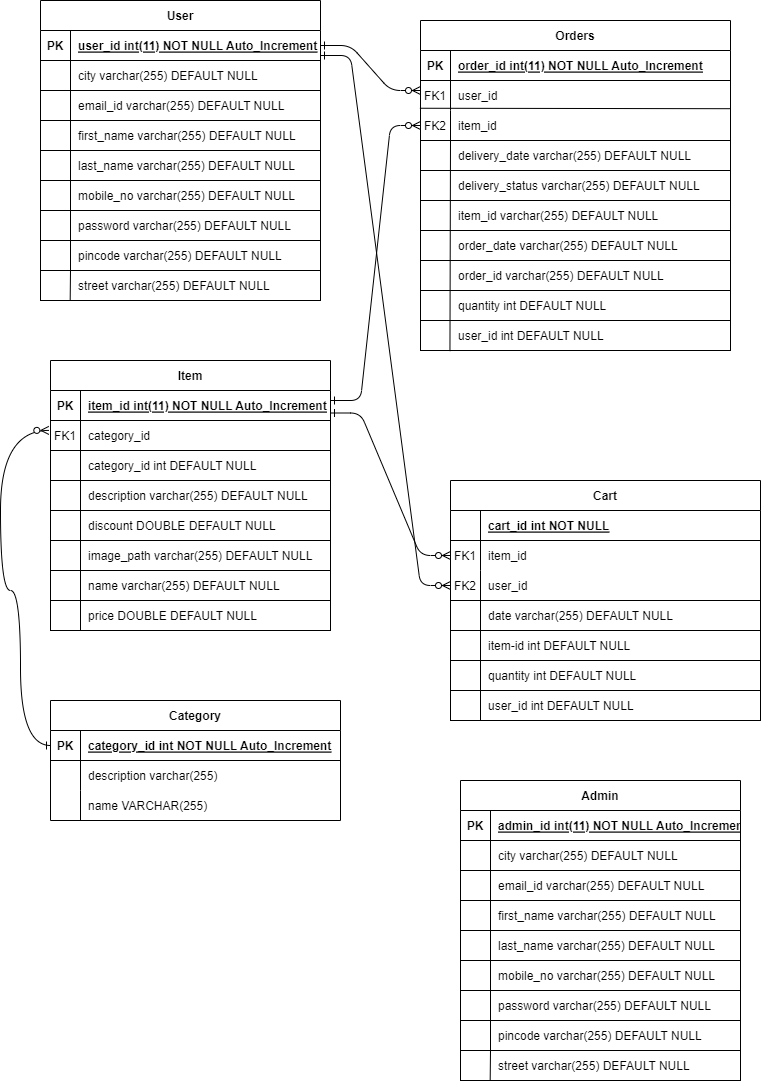 User
PK user_id int(11) NOT NULL Auto_Increment
city varchar(255) DEFAULT NULL
email_id varchar(255) DEFAULT NULL
first_name varchar(255) DEFAULT NULL
last_name varchar(255) DEFAULT NULL
mobile_no varchar(255) DEFAULT NULL
password varchar(255) DEFAULT NULL
pincode varchar(255) DEFAULT NULL
street varchar(255) DEFAULT NULL
Orders
PK order_id int(11) NOT NULL Auto_Increment
FK1 user_id
FK2 item_id
delivery_date varchar(255) DEFAULT NULL
delivery_status varchar(255) DEFAULT NULL
item_id varchar(255) DEFAULT NULL
order_date varchar(255) DEFAULT NULL
order_id varchar(255) DEFAULT NULL
quantity int DEFAULT NULL
user_id int DEFAULT NULL
Item
PK item_id int(11) NOT NULL Auto_Increment
FK1 category_id
category_id int DEFAULT NULL
description varchar(255) DEFAULT NULL
discount DOUBLE DEFAULT NULL
image_path varchar(255) DEFAULT NULL
name varchar(255) DEFAULT NULL
price DOUBLE DEFAULT NULL
Cart
cart_id int NOT NULL
FK1 item_id
FK2 user_id
date varchar(255) DEFAULT NULL
item-id int DEFAULT NULL
quantity int DEFAULT NULL
user_id int DEFAULT NULL
Category
PK category_id int NOT NULL Auto_Increment
description varchar(255)
name VARCHAR(255)
Admin
PK admin_id int(11) NOT NULL Auto_Incremen
city varchar(255) DEFAULT NULL
email_id varchar(255) DEFAULT NULL
first_name varchar(255) DEFAULT NULL
last_name varchar(255) DEFAULT NULL
mobile_no varchar(255) DEFAULT NULL
password varchar(255) DEFAULT NULL
pincode varchar(255) DEFAULT NULL
street varchar(255) DEFAULT NULL